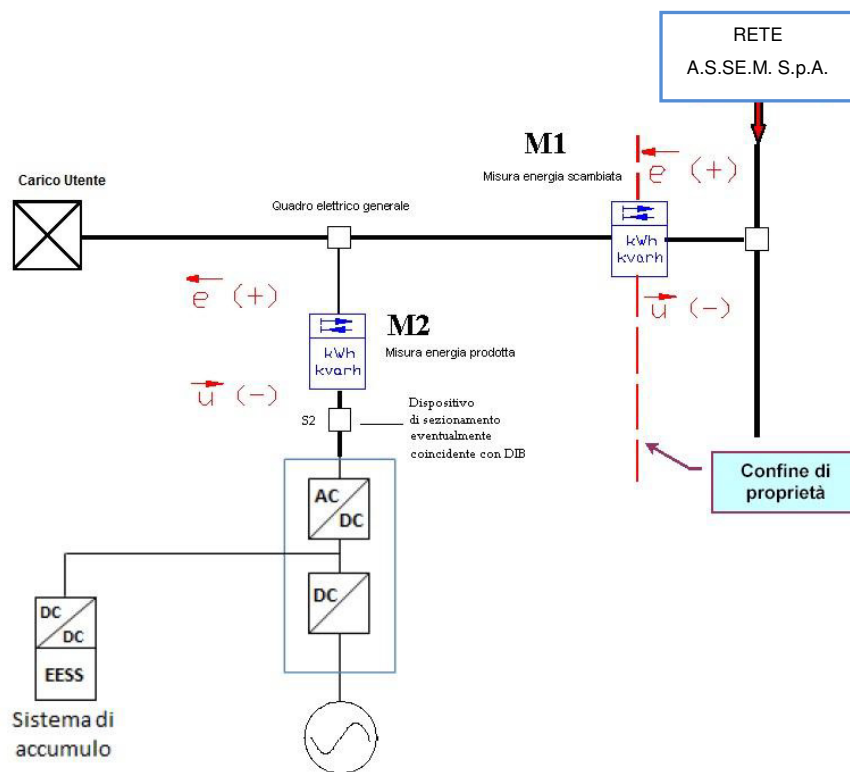 RETE
A.S.SE.M. S.p.A.
M1
Misura energia scambiata
e (+)
Carico Utente
Quadro elettrico generale
kWh
kvarh
e (+)
u (-)
M2
Misura energia prodotta
kWh
kvarh
u (-)
S2
Dispositivo
di sezionamento
eventualmente
coincidente con DIB
Confine di
proprietà
AC
DC
DC
DC
DC
EESS
Sistema di
accumulo